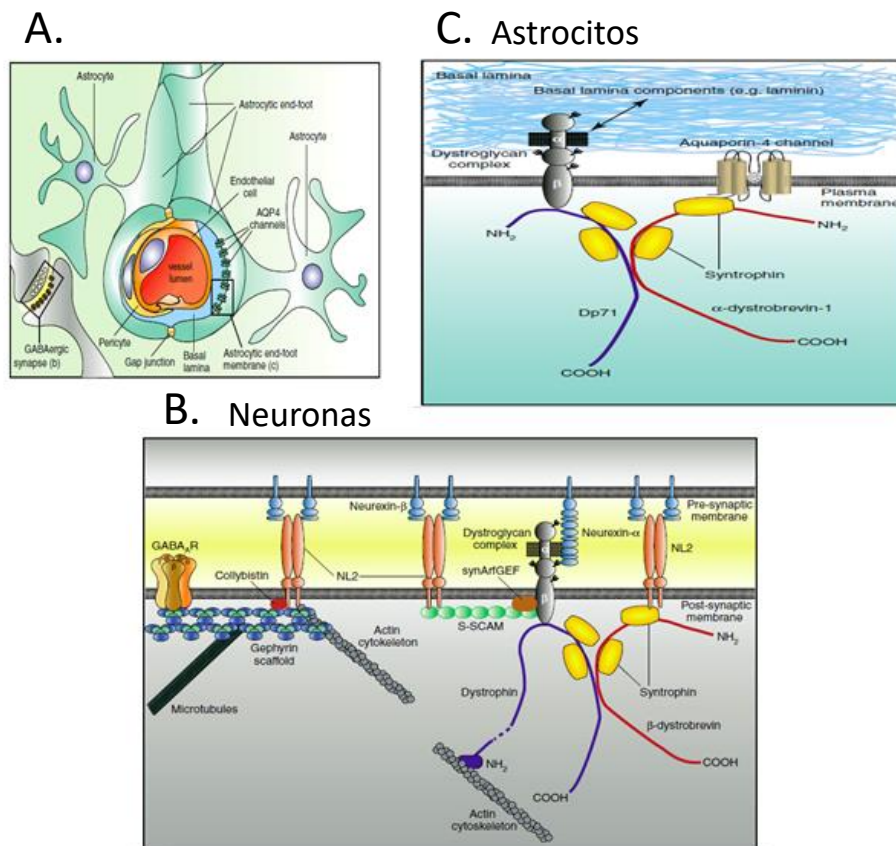 A.
Astrocyte
Astrocytic end-foot
Astrocyte
Endothelial
cell
AQP4
channels
vessel
lumen
GABAergic
synapse (b)
Pericyte
Gap junction
Basal
lamina
Astrocytic end-foot
membrane (c)
C. Astrocitos
Basal lamina
Basal lamina components (e.g. laminin)
Dystroglycan
complex
α
β
Aquaporin-4 channel
Plasma
membrane
NH2
NH2
Syntrophin
Dp71
α-dystrobrevin-1
COOH
COOH
B. Neuronas
Neurexin-β
Pre-synaptic
membrane
Dystroglycan
complex
α
Neurexin-α
GABAAR
NL2
NL2
Collybistin
synArfGEF
β
Post-synaptic
membrane
S-SCAM
NH2
Gephyrin
scaffold
Actin
cytokeleton
Dystrophin
Syntrophin
Microtubules
β-dystrobrevin
NH2
COOH
COOH
Actin
cytoskeleton